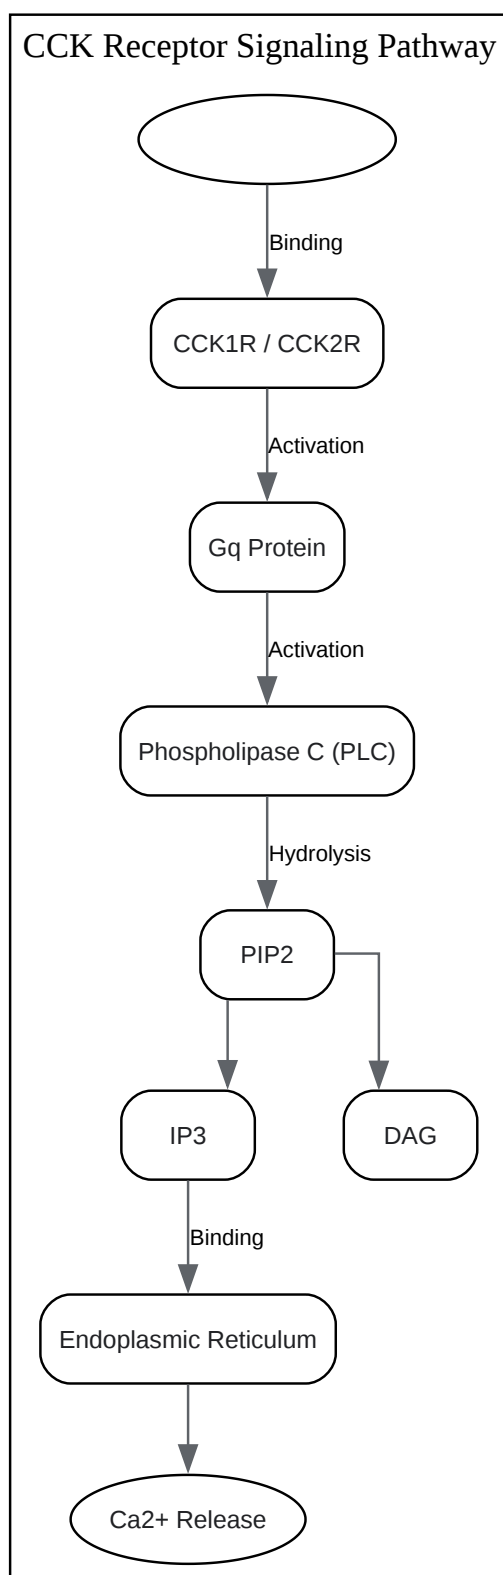 CCK Receptor Signaling Pathway
Binding
CCK1R / CCK2R
Activation
Gq Protein
Activation
Phospholipase C (PLC)
Hydrolysis
PIP2
IP3
DAG
Binding
Endoplasmic Reticulum
Ca2+ Release